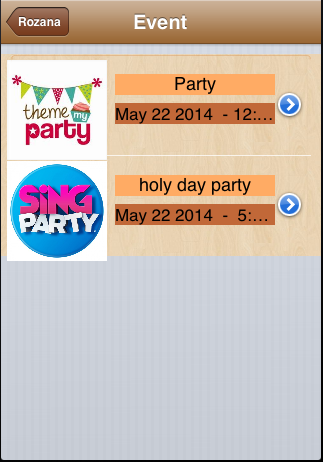 Rozana
Event
theme my
party
Party
May 22 2014 - 12:...
SiNG
PARTY
holy day party
May 22 2014 - 5:...